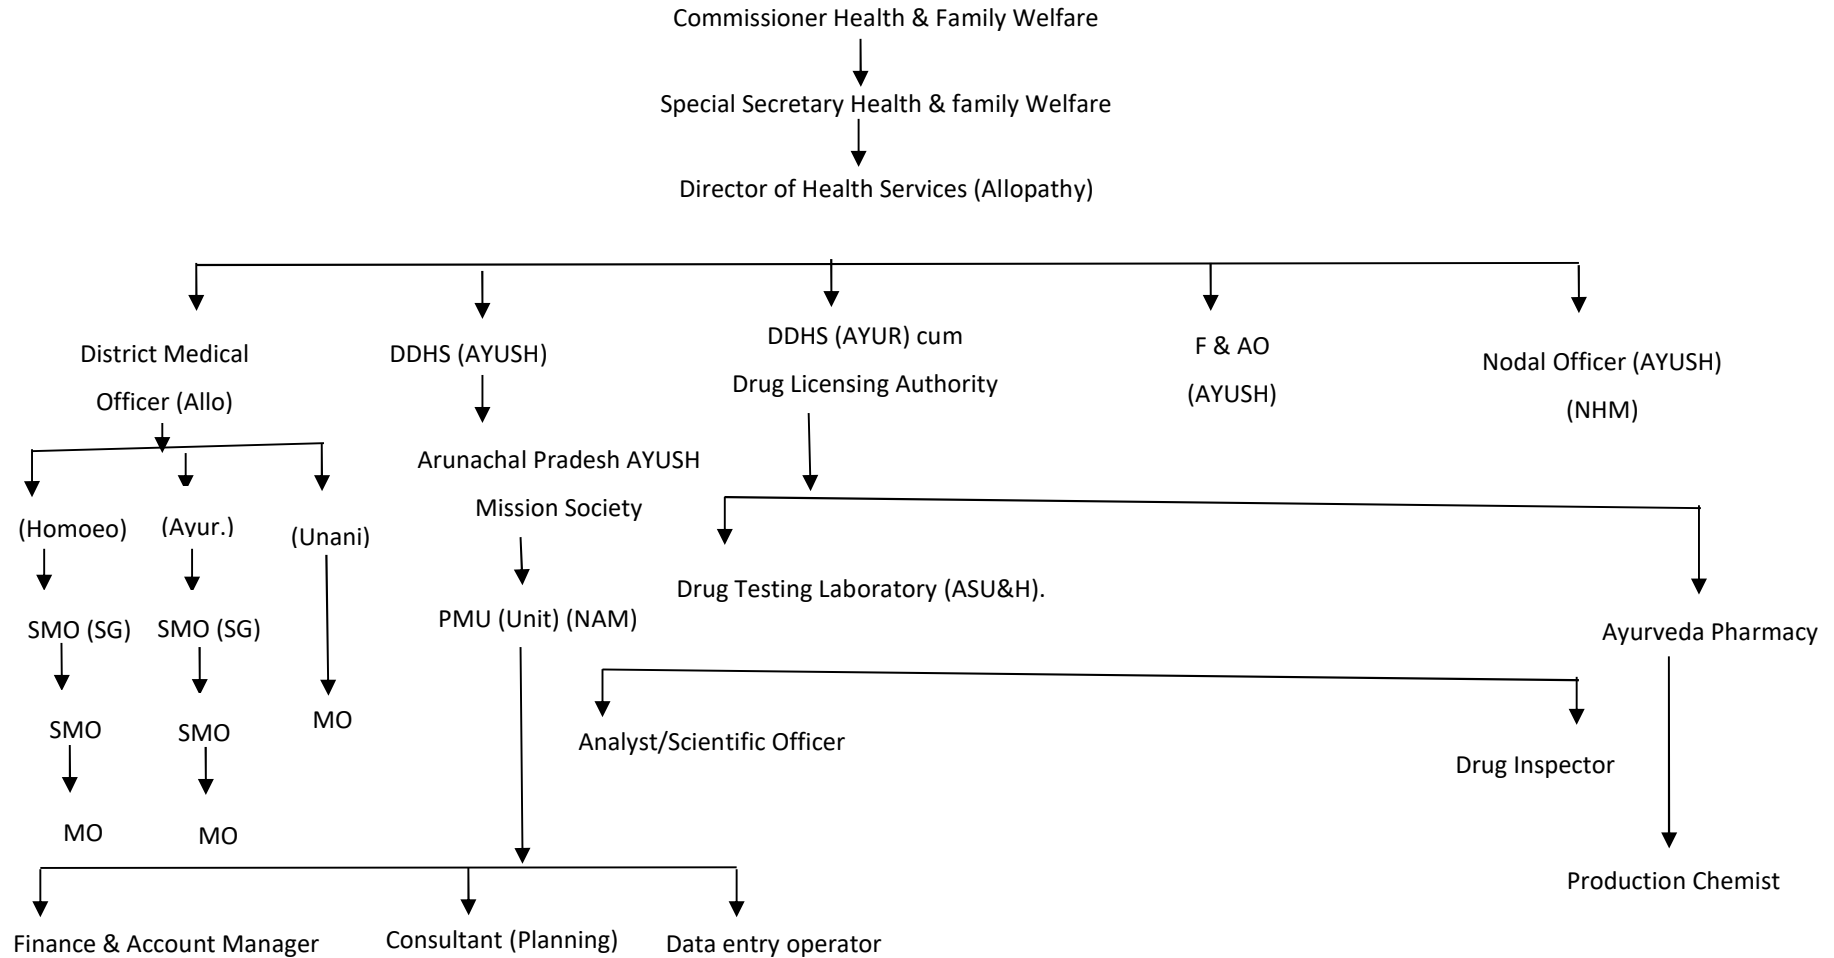 Commissioner Health & Family Welfare
Special Secretary Health & family Welfare
Director of Health Services (Allopathy)
District Medical
Officer (Allo)
DDHS (AYUSH)
DDHS (AYUR) cum
Drug Licensing Authority
F & AO
(AYUSH)
Nodal Officer (AYUSH)
(NHM)
Arunachal Pradesh AYUSH
Mission Society
(Homoeo)
(Ayur.)
(Unani)
Drug Testing Laboratory (ASU&H).
PMU (Unit) (NAM)
SMO (SG)
SMO (SG)
Ayurveda Pharmacy
SMO
SMO
MO
Analyst/Scientific Officer
Drug Inspector
MO
MO
Production Chemist
Finance & Account Manager
Consultant (Planning)
Data entry operator